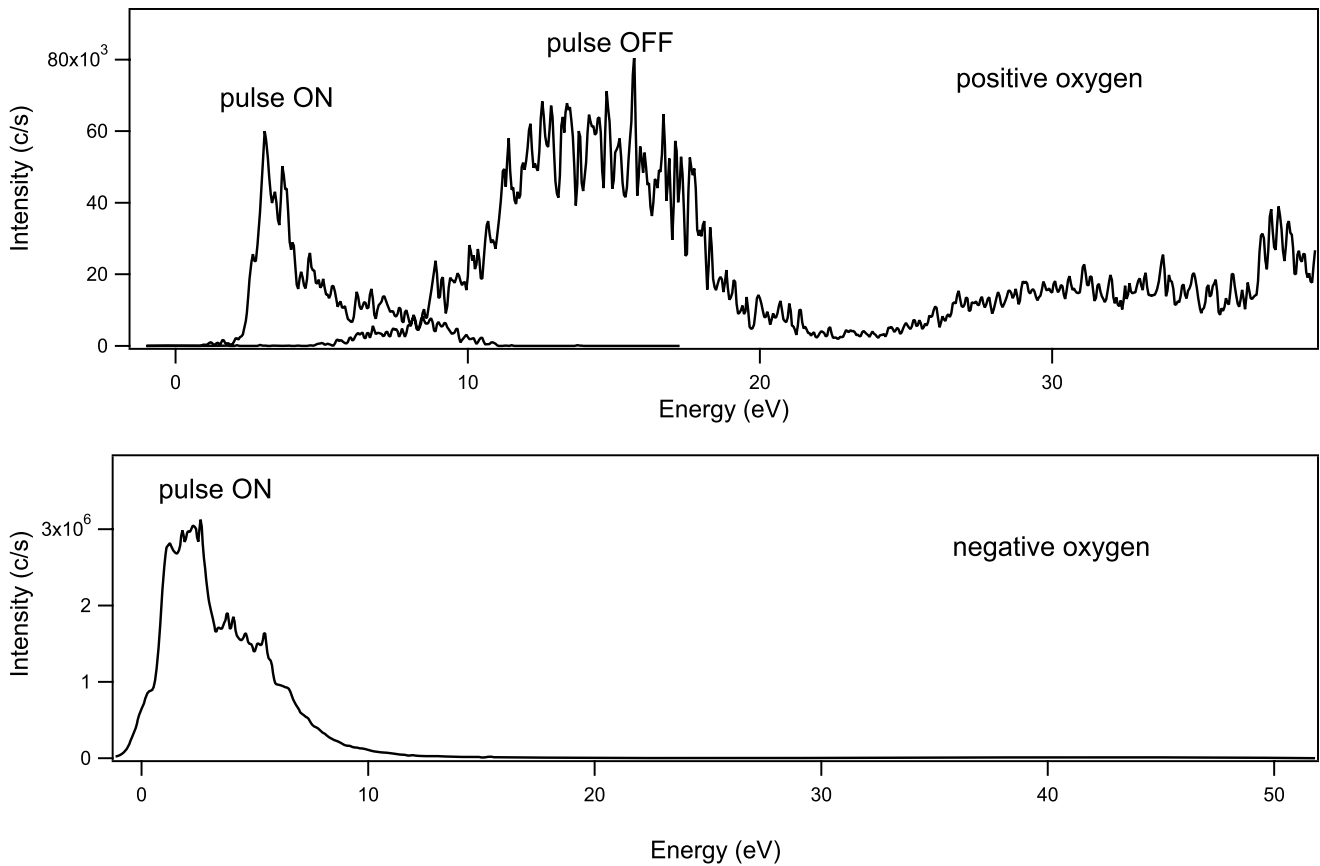 pulse OFF
80x10³
positive oxygen
pulse ON
60
Intensity (c/s)
40
20
0
0 10 20 30
Energy (eV)
pulse ON
3x10⁶
negative oxygen
Intensity (c/s)
2
1
0
0 10 20 30 40 50
Energy (eV)